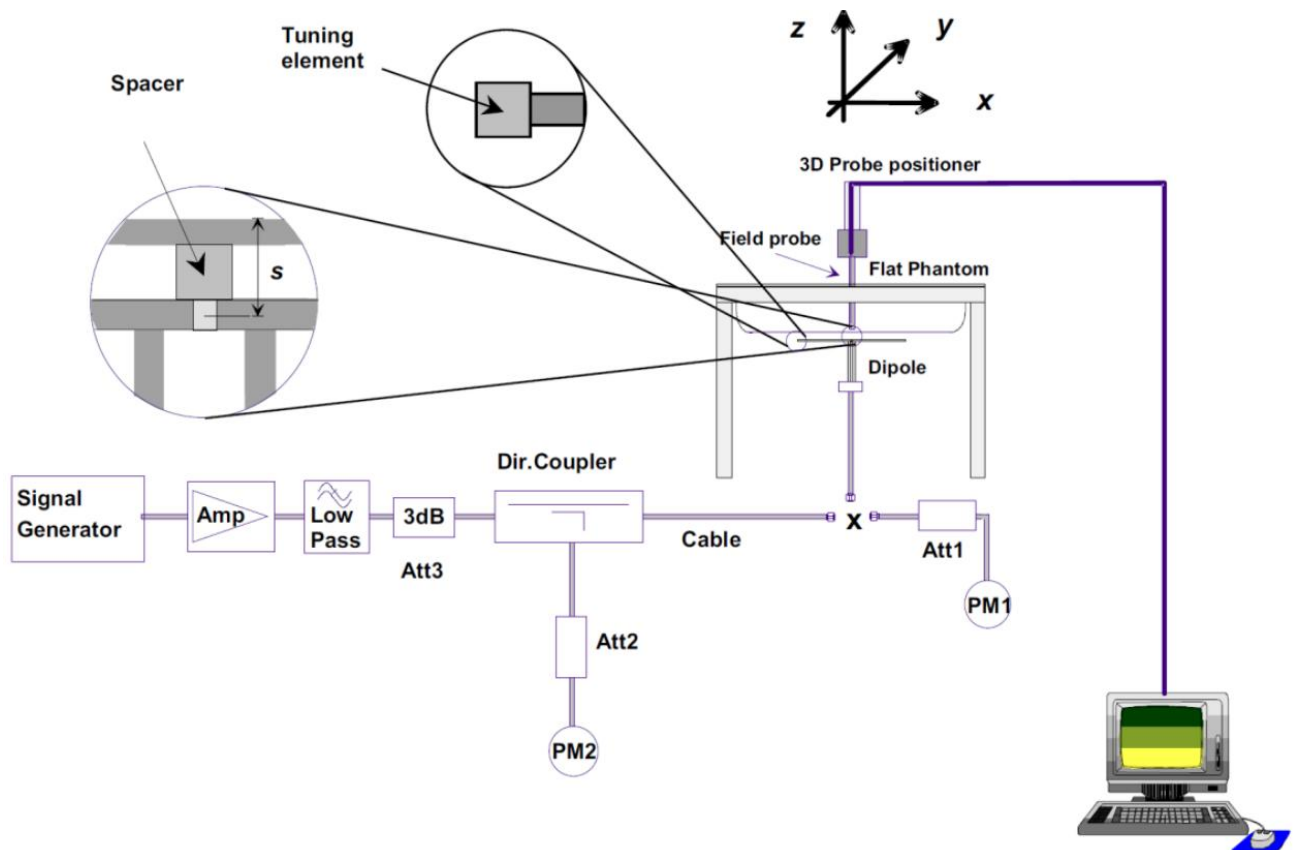 Tuning
element
Spacer
z
y
x
3D Probe positioner
Field probe
Flat Phantom
s
Dipole
Dir.Coupler
Signal
Generator
Amp
Low
Pass
3dB
Att3
Cable
x
Att1
PM1
Att2
PM2